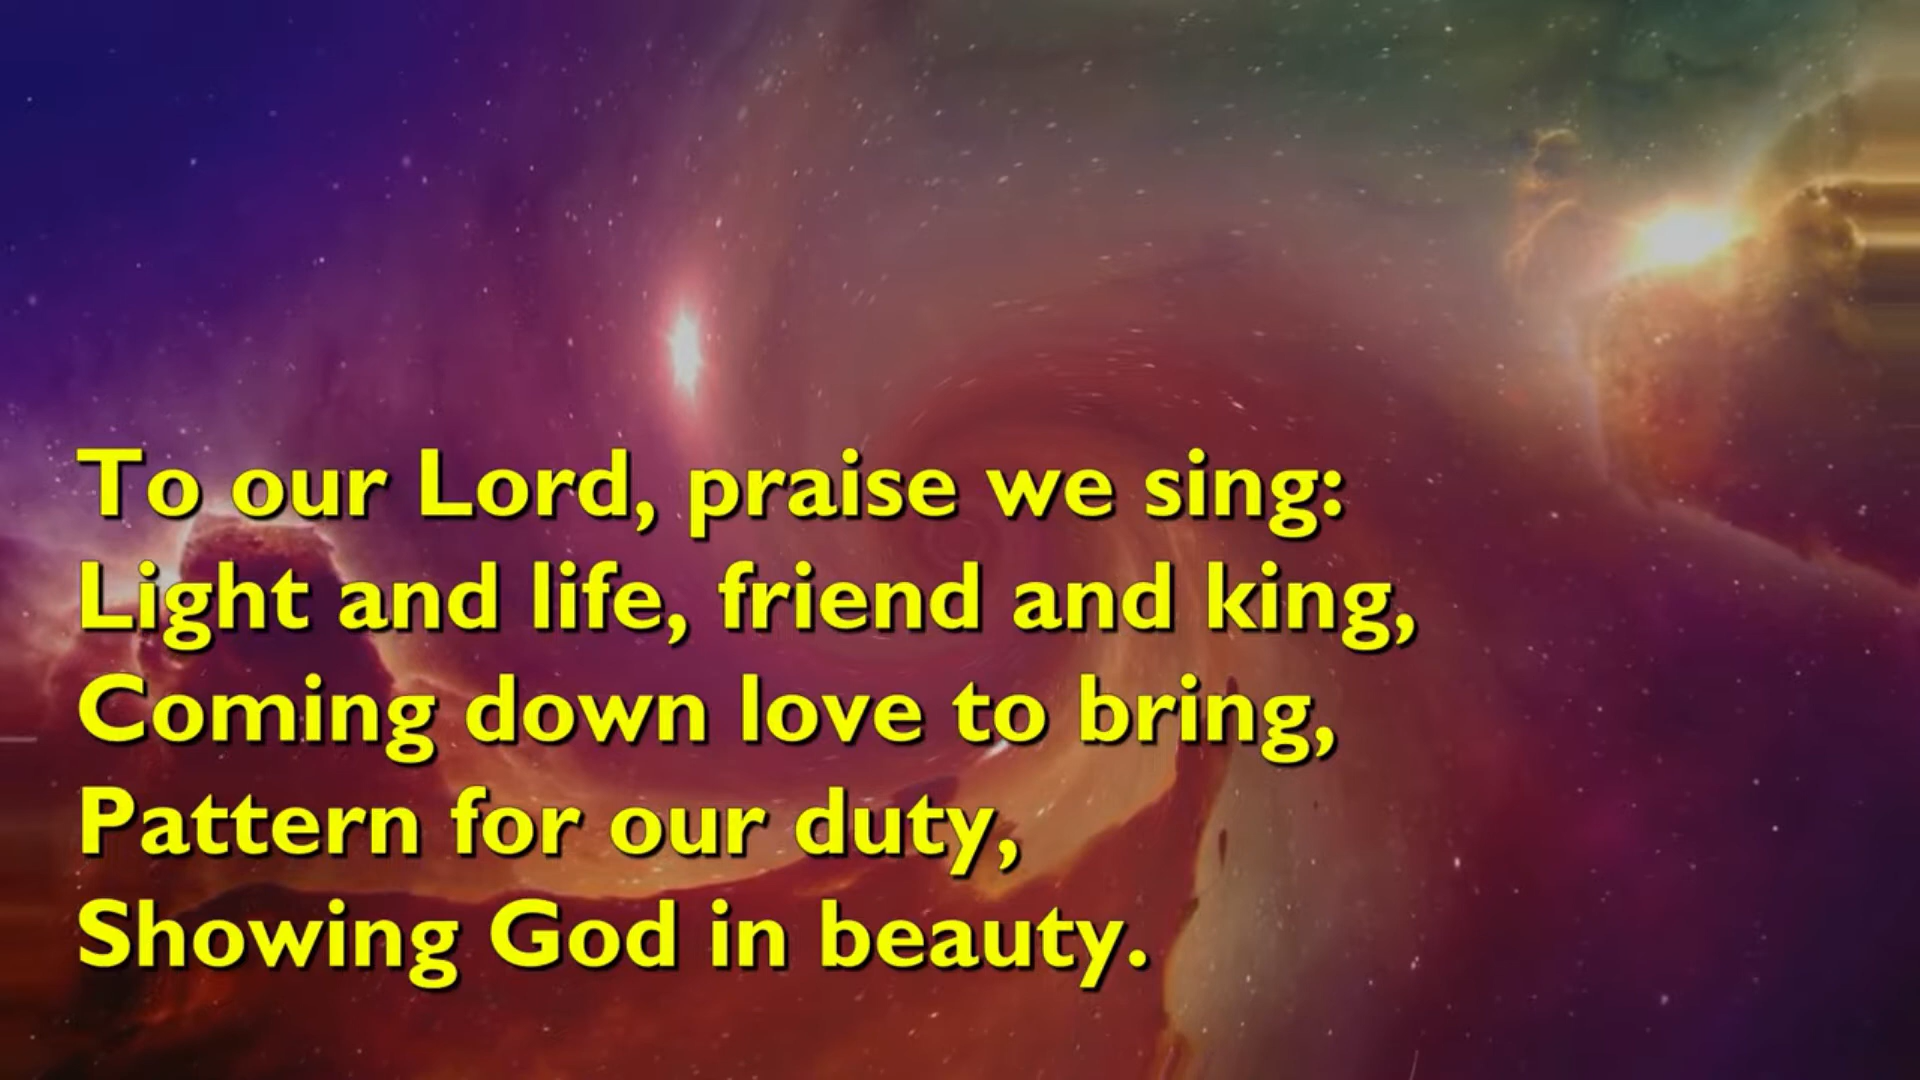 To our Lord, praise we sing:
Light and life, friend and king,
Coming down love to bring,
Pattern for our duty,
Showing God in beauty.